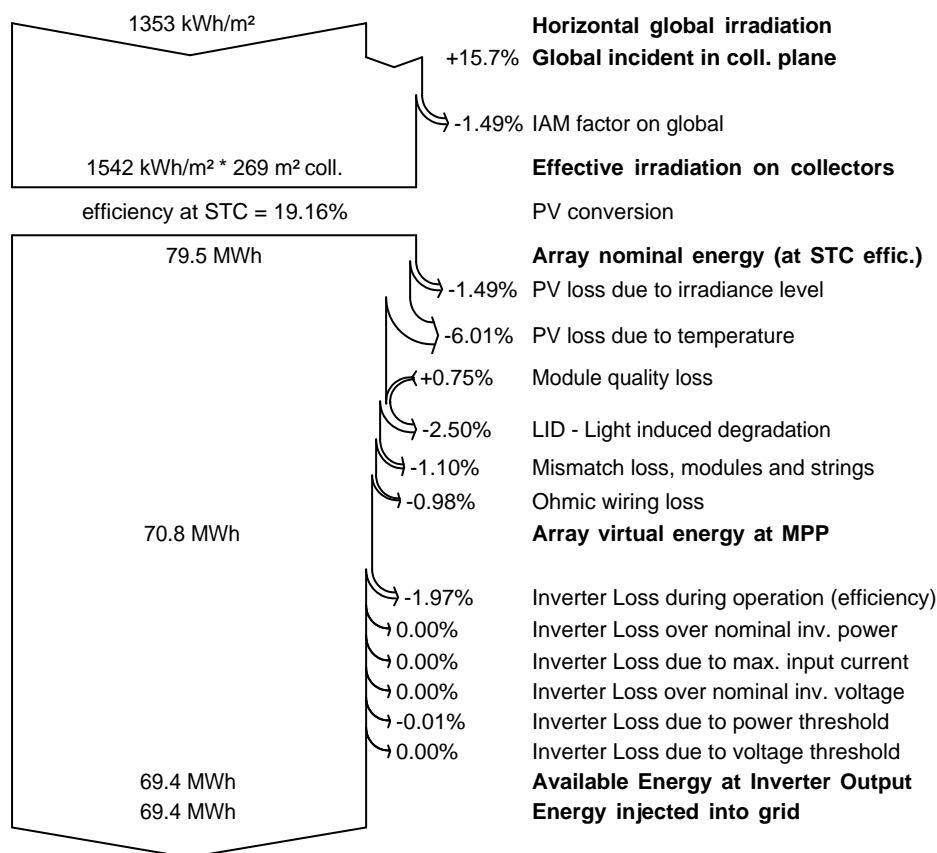 1353 kWh/m² Horizontal global irradiation
+15.7% Global incident in coll. plane
-1.49% IAM factor on global
1542 kWh/m² * 269 m² coll. Effective irradiation on collectors
efficiency at STC = 19.16% PV conversion
79.5 MWh Array nominal energy (at STC effic.)
-1.49% PV loss due to irradiance level
-6.01% PV loss due to temperature
+0.75% Module quality loss
-2.50% LID - Light induced degradation
-1.10% Mismatch loss, modules and strings
-0.98% Ohmic wiring loss
70.8 MWh Array virtual energy at MPP
-1.97% Inverter Loss during operation (efficiency)
0.00% Inverter Loss over nominal inv. power
0.00% Inverter Loss due to max. input current
0.00% Inverter Loss over nominal inv. voltage
-0.01% Inverter Loss due to power threshold
0.00% Inverter Loss due to voltage threshold
69.4 MWh Available Energy at Inverter Output
69.4 MWh Energy injected into grid